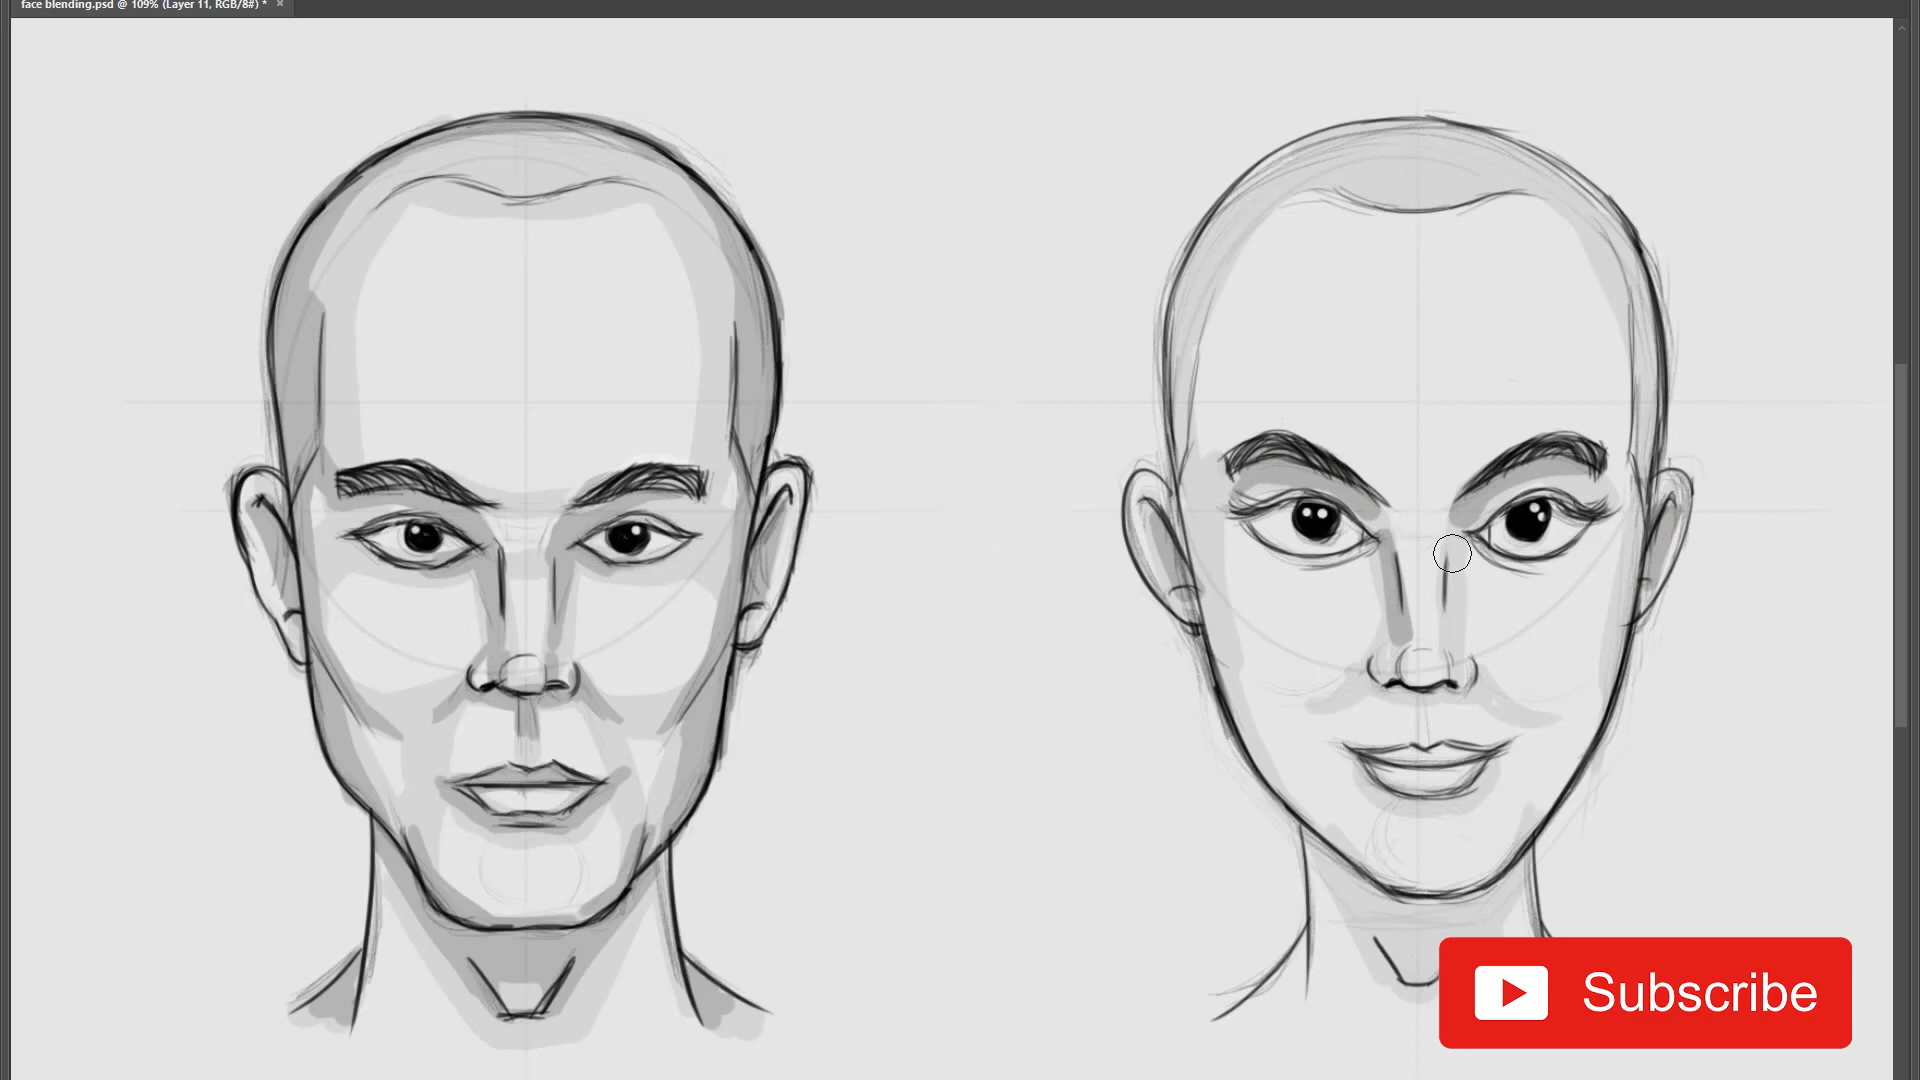 face blending.psd @ 109% (Layer 11, RGB/8#) * ×
Subscribe